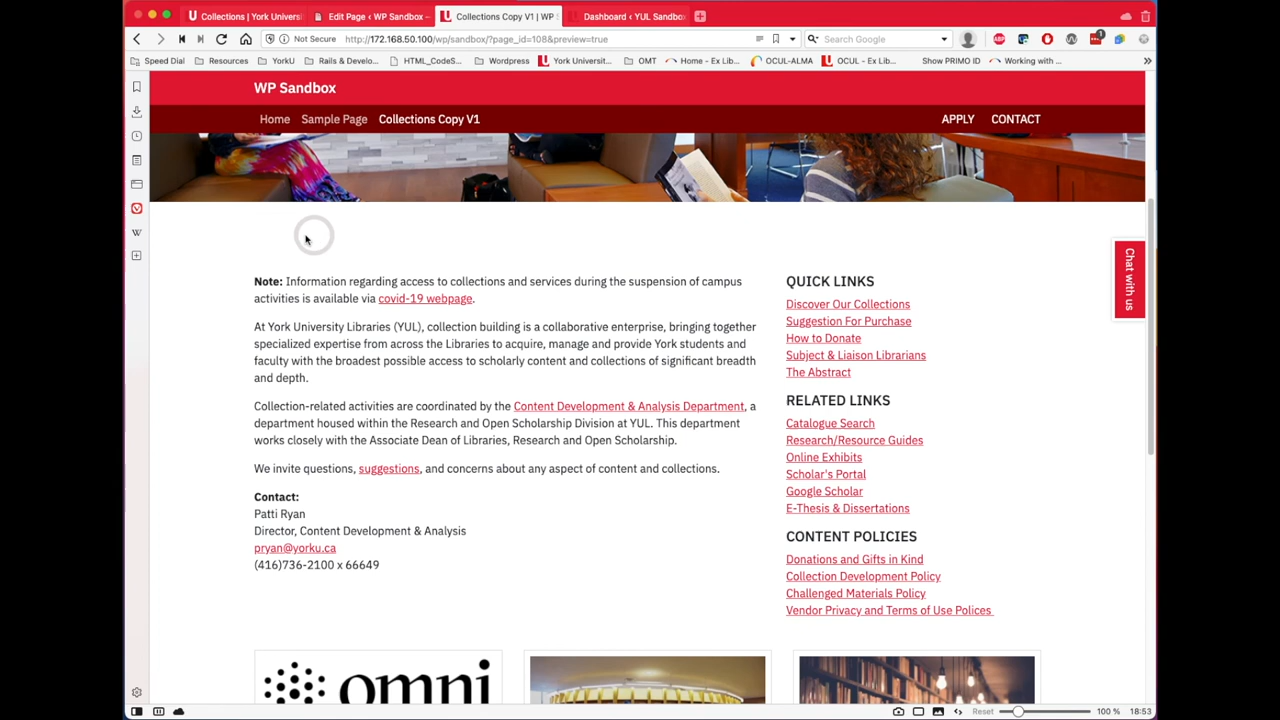 Collections | York Universi
Edit Page ‹ WP Sandbox —
Collections Copy V1 | WP S
Dashboard ‹ YUL Sandbo
Not Secure
http://172.168.50.100/wp/sandbox/?page_id=108&preview=true
Search Google
ABP
1
Speed Dial
Resources
YorkU
Rails & Develo...
HTML_CodeS...
Wordpress
York Universit...
OMT
Home - Ex Lib...
OCUL-ALMA
OCUL - Ex Lib...
Show PRIMO ID
Working with ...
WP Sandbox
Home
Sample Page
Collections Copy V1
APPLY
CONTACT
Chat with us
Note: Information regarding access to collections and services during the suspension of campus
activities is available via covid-19 webpage.
At York University Libraries (YUL), collection building is a collaborative enterprise, bringing together
specialized expertise from across the Libraries to acquire, manage and provide York students and
faculty with the broadest possible access to scholarly content and collections of significant breadth
and depth.
Collection-related activities are coordinated by the Content Development & Analysis Department, a
department housed within the Research and Open Scholarship Division at YUL. This department
works closely with the Associate Dean of Libraries, Research and Open Scholarship.
We invite questions, suggestions, and concerns about any aspect of content and collections.
Contact:
Patti Ryan
Director, Content Development & Analysis
pryan@yorku.ca
(416)736-2100 x 66649
QUICK LINKS
Discover Our Collections
Suggestion For Purchase
How to Donate
Subject & Liaison Librarians
The Abstract
RELATED LINKS
Catalogue Search
Research/Resource Guides
Online Exhibits
Scholar's Portal
Google Scholar
E-Thesis & Dissertations
CONTENT POLICIES
Donations and Gifts in Kind
Collection Development Policy
Challenged Materials Policy
Vendor Privacy and Terms of Use Polices
omni
Reset
100 %
18:53